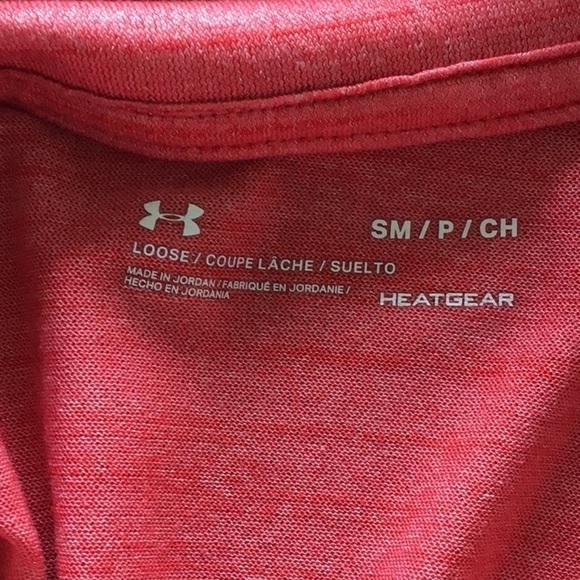 SM / P / CH
LOOSE / COUPE LÂCHE / SUELTO
MADE IN JORDAN / FABRIQUÉ EN JORDANIE /
HECHO EN JORDANIA
HEATGEAR